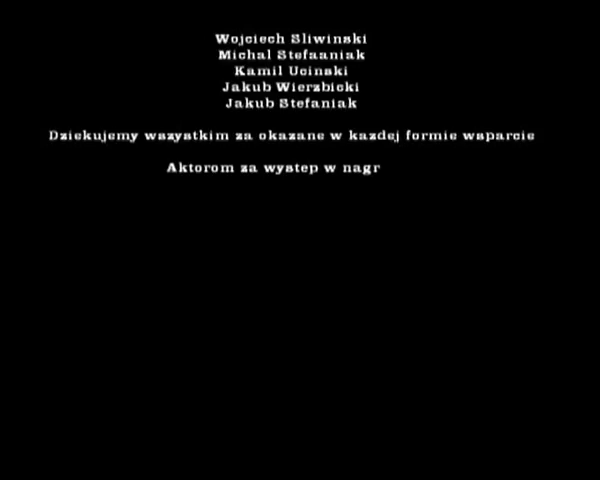 Wojciech Sliwinski
Michal Stefaaniak
Kamil Ucinski
Jakub Wierzbicki
Jakub Stefaniak
Dziekujemy wszystkim za okazane w kazdej formie wsparcie
Aktorom za wystep w nagr